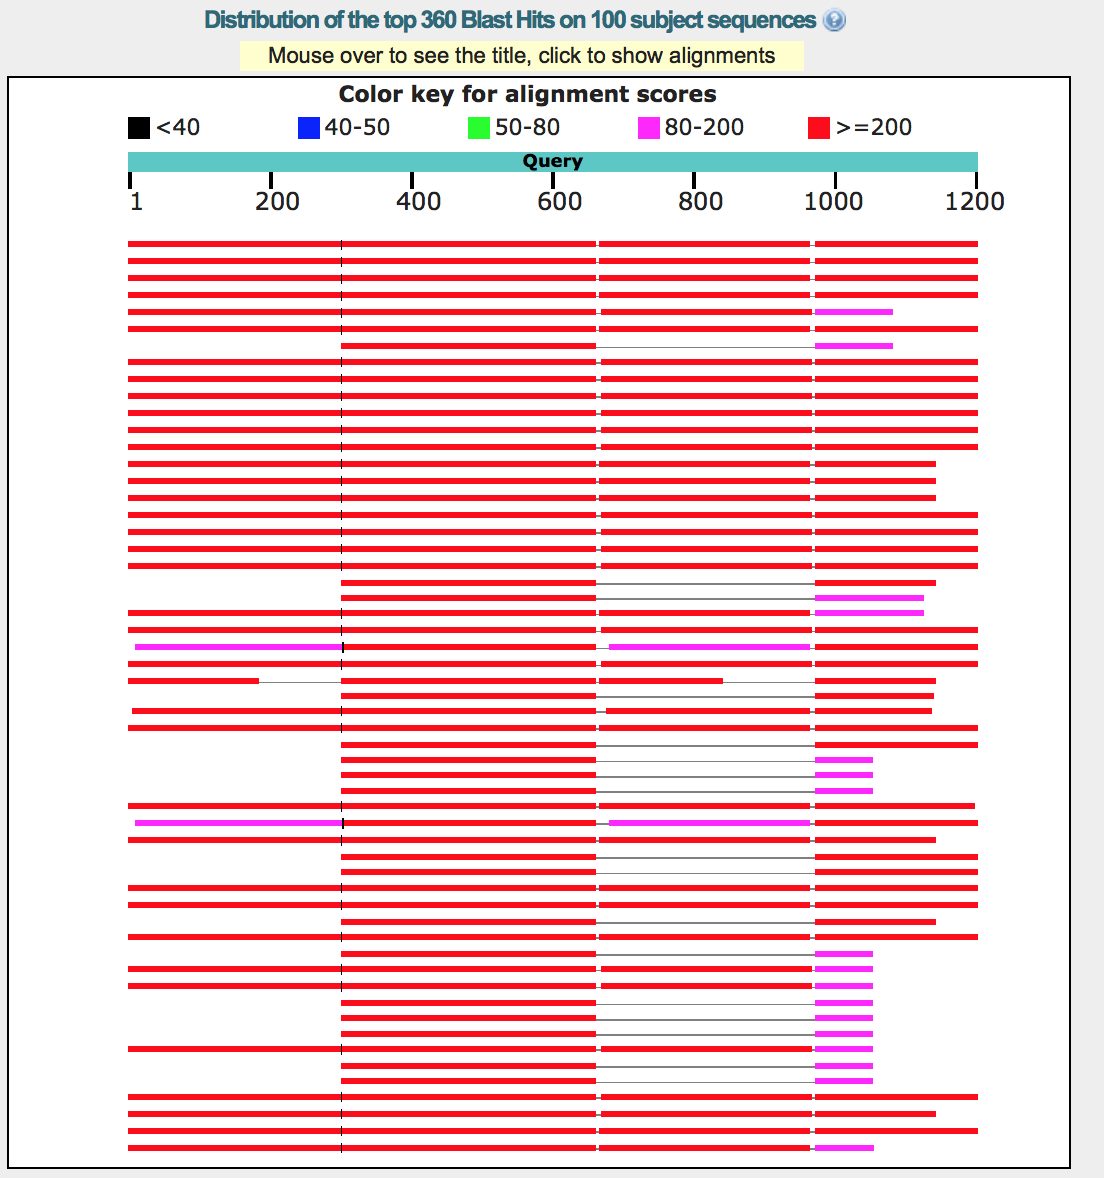 Distribution of the top 360 Blast Hits on 100 subject sequences ?
Mouse over to see the title, click to show alignments
Color key for alignment scores
<40 40-50 50-80 80-200 >=200
Query
1 200 400 600 800 1000 1200